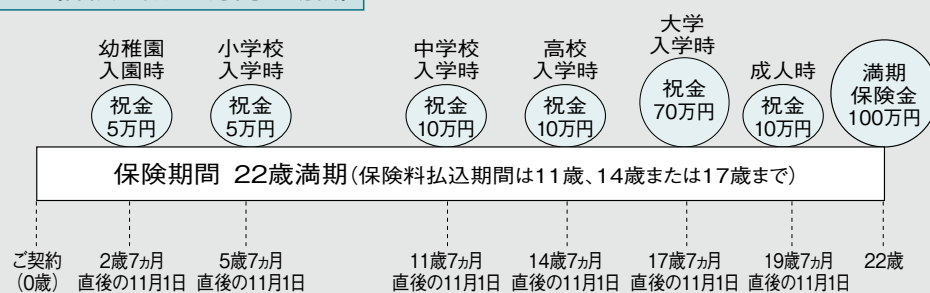 幼稚園
入園時
祝金
5万円
小学校
入学時
祝金
5万円
中学校
入学時
祝金
10万円
高校
入学時
祝金
10万円
大学
入学時
祝金
70万円
成人時
祝金
10万円
満期
保険金
100万円
保険期間 22歳満期(保険料払込期間は11歳、14歳または17歳まで)
ご契約
(0歳)
2歳7ヵ月
直後の11月1日
5歳7ヵ月
直後の11月1日
11歳7ヵ月
直後の11月1日
14歳7ヵ月
直後の11月1日
17歳7ヵ月
直後の11月1日
19歳7ヵ月
直後の11月1日
22歳